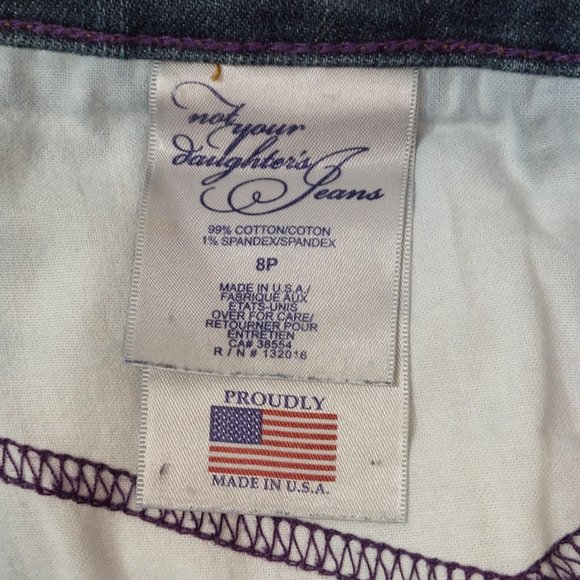 not your
daughter's Jeans
99% COTTON/COTON
1% SPANDEX/SPANDEX
8P
MADE IN U.S.A./
FABRIQUE AUX
ETATS-UNIS
OVER FOR CARE/
RETOURNER POUR
ENTRETIEN
CA# 38554
R / N # 132016
PROUDLY
MADE IN U.S.A.